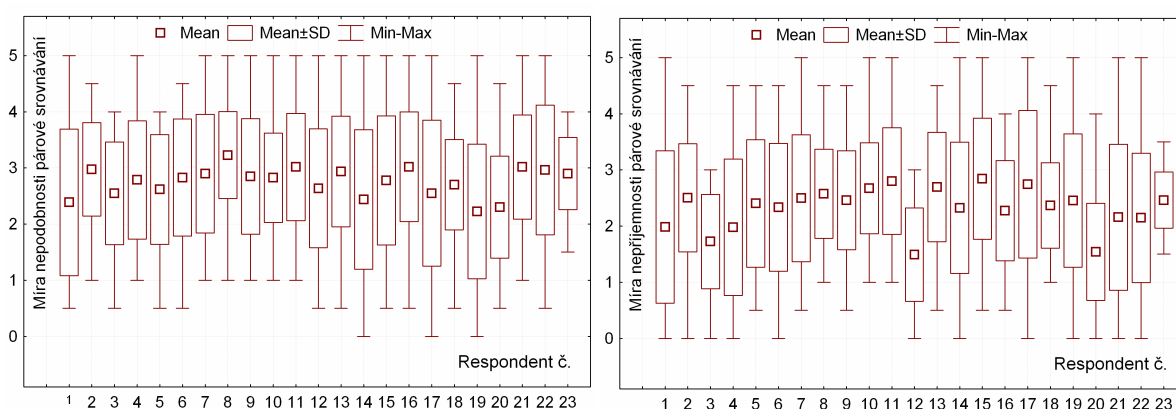 Mean Mean±SD Min-Max
Míra nepodobnosti párové srovnávání
5
4
3
2
1
0
Respondent č.
1 2 3 4 5 6 7 8 9 10 11 12 13 14 15 16 17 18 19 20 21 22 23
Mean Mean±SD Min-Max
Míra nepříjemnosti párové srovnávání
5
4
3
2
1
0
Respondent č.
1 2 3 4 5 6 7 8 9 10 11 12 13 14 15 16 17 18 19 20 21 22 23